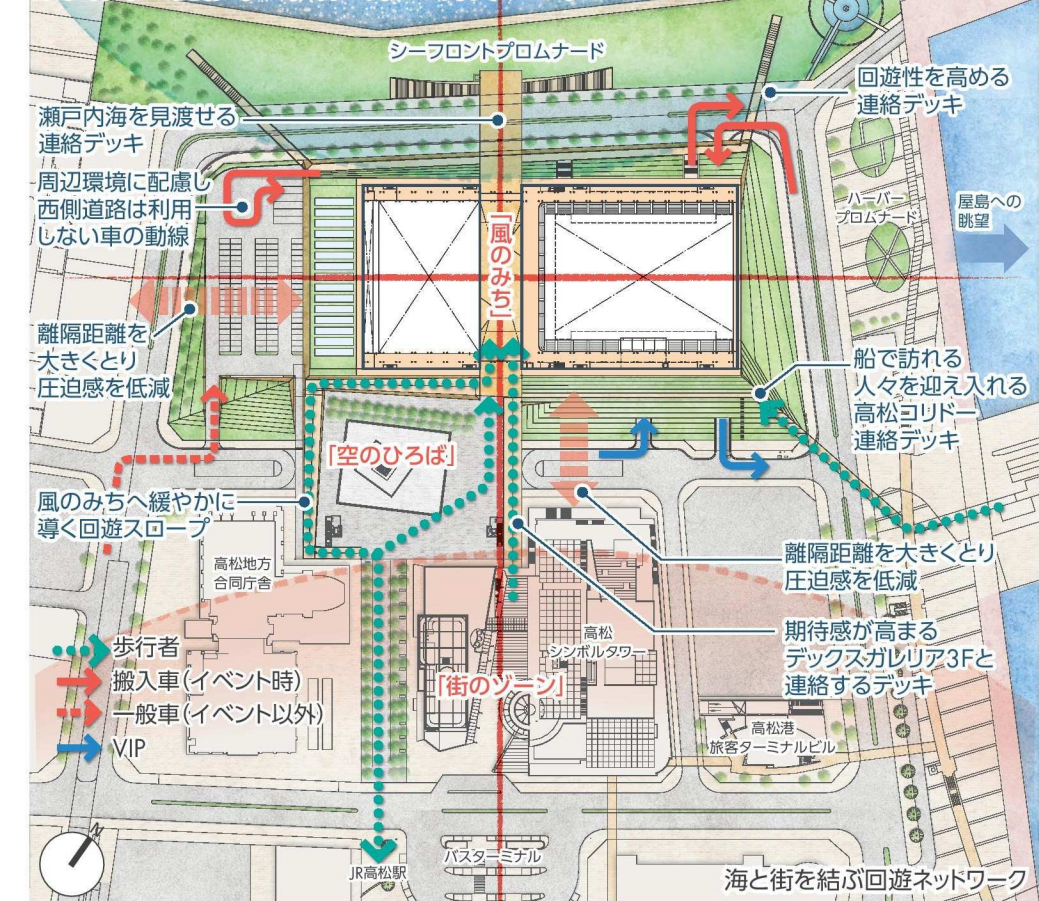 シーフロントプロムナード
瀬戸内海を見渡せる
連絡デッキ
回遊性を高める
連絡デッキ
周辺環境に配慮し
西側道路は利用
しない車の動線
「風のみち」
ハーバー
プロムナード
屋島への
眺望
離隔距離を
大きくとり
圧迫感を低減
船で訪れる
人々を迎え入れる
高松コリドー
連絡デッキ
「空のひろば」
風のみちへ緩やかに
導く回遊スロープ
高松地方
合同庁舎
離隔距離を大きくとり
圧迫感を低減
高松
シンボルタワー
期待感が高まる
デックスガレリア3Fと
連絡するデッキ
「街のゾーン」
歩行者
搬入車(イベント時)
一般車(イベント以外)
VIP
高松港
旅客ターミナルビル
N
JR高松駅
バスターミナル
海と街を結ぶ回遊ネットワーク